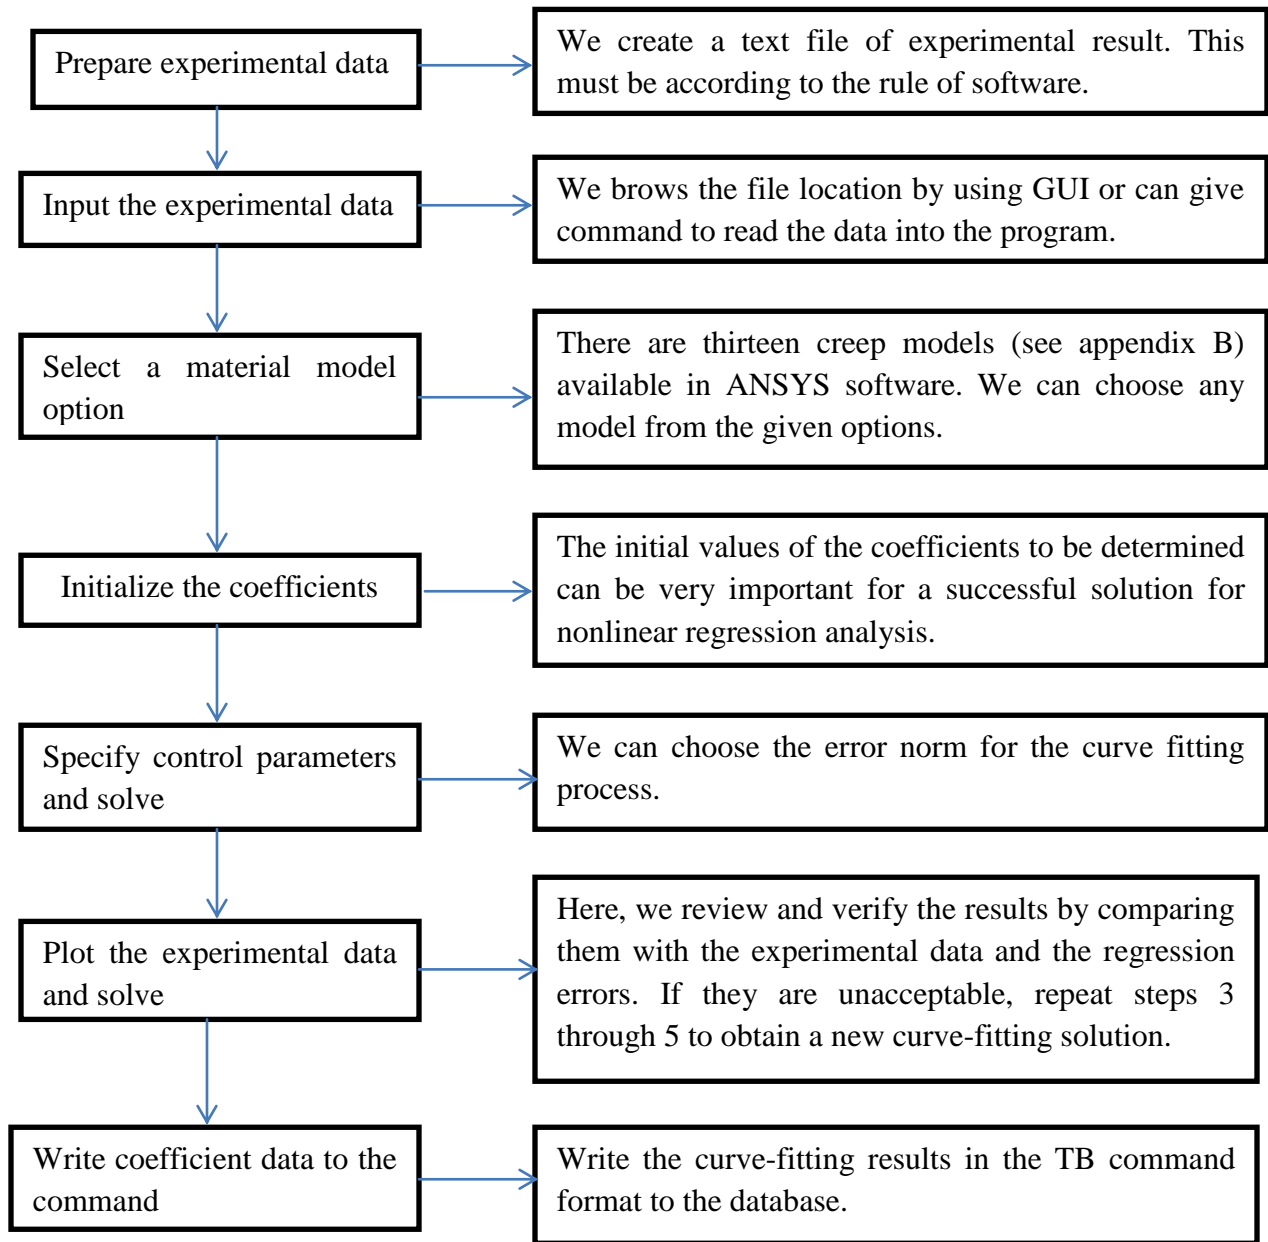 Prepare experimental data
We create a text file of experimental result. This
must be according to the rule of software.
Input the experimental data
We brows the file location by using GUI or can give
command to read the data into the program.
Select a material model
option
There are thirteen creep models (see appendix B)
available in ANSYS software. We can choose any
model from the given options.
Initialize the coefficients
The initial values of the coefficients to be determined
can be very important for a successful solution for
nonlinear regression analysis.
Specify control parameters
and solve
We can choose the error norm for the curve fitting
process.
Plot the experimental data
and solve
Here, we review and verify the results by comparing
them with the experimental data and the regression
errors. If they are unacceptable, repeat steps 3
through 5 to obtain a new curve-fitting solution.
Write coefficient data to the
command
Write the curve-fitting results in the TB command
format to the database.